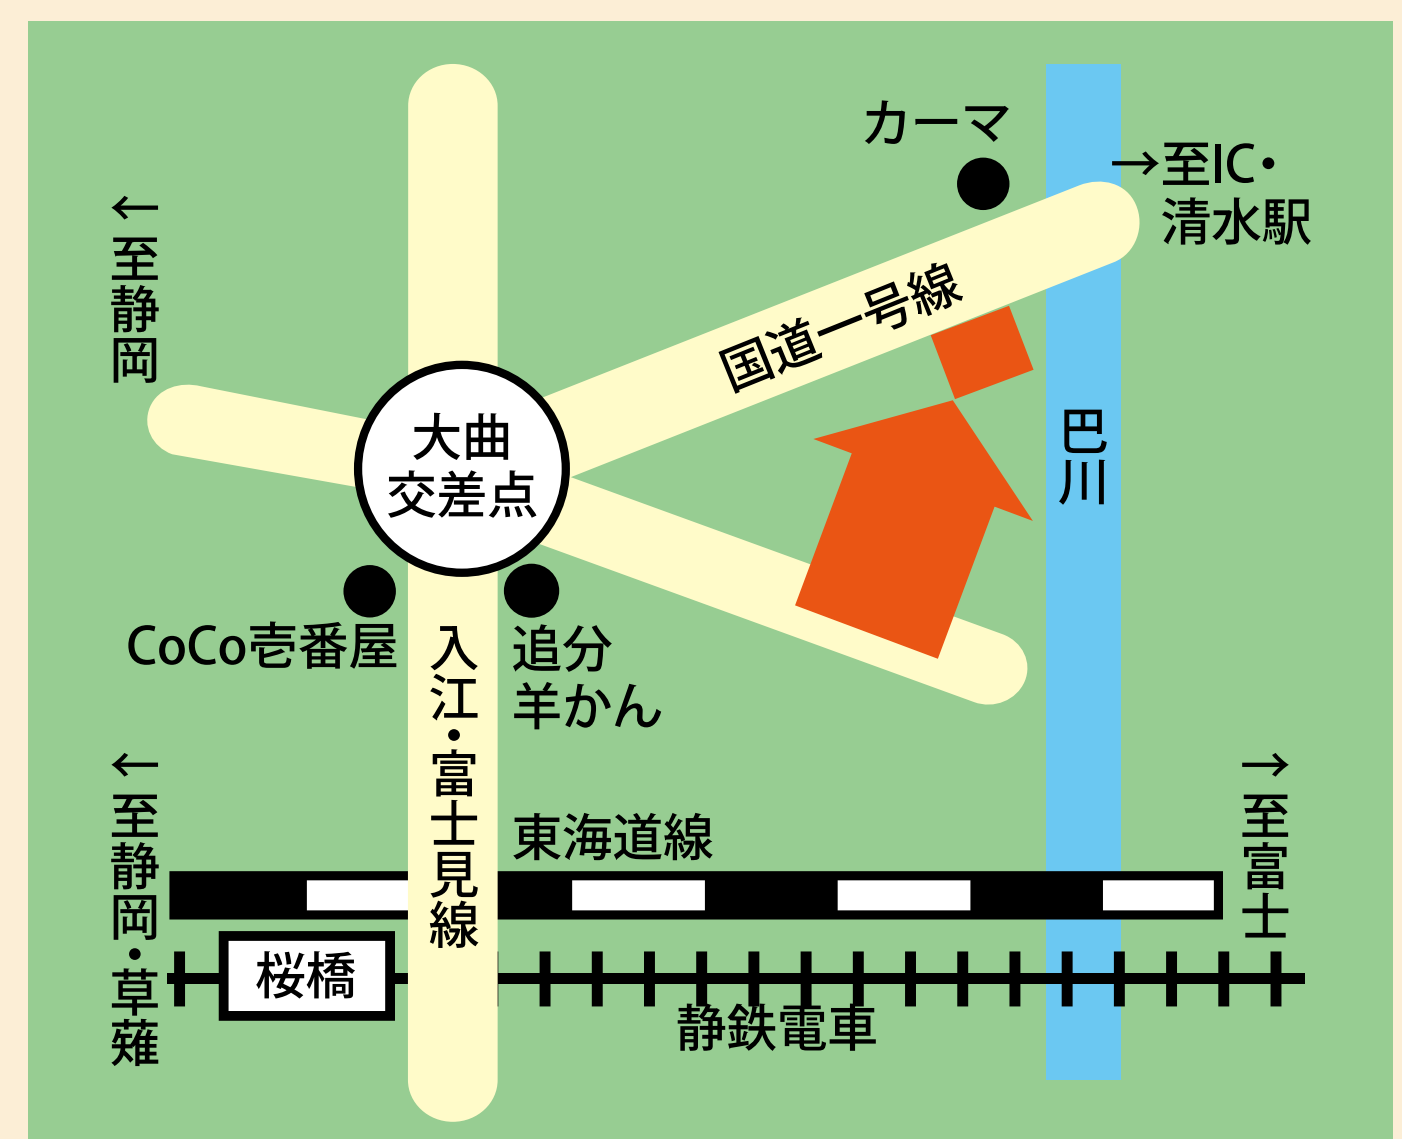 カーマ
→至IC・
清水駅
←至静岡
国道一号線
大曲
交差点
巴川
CoCo壱番屋
追分
羊かん
入江・富士見線
東海道線
←至静岡・草薙
→至富士
桜橋
静鉄電車